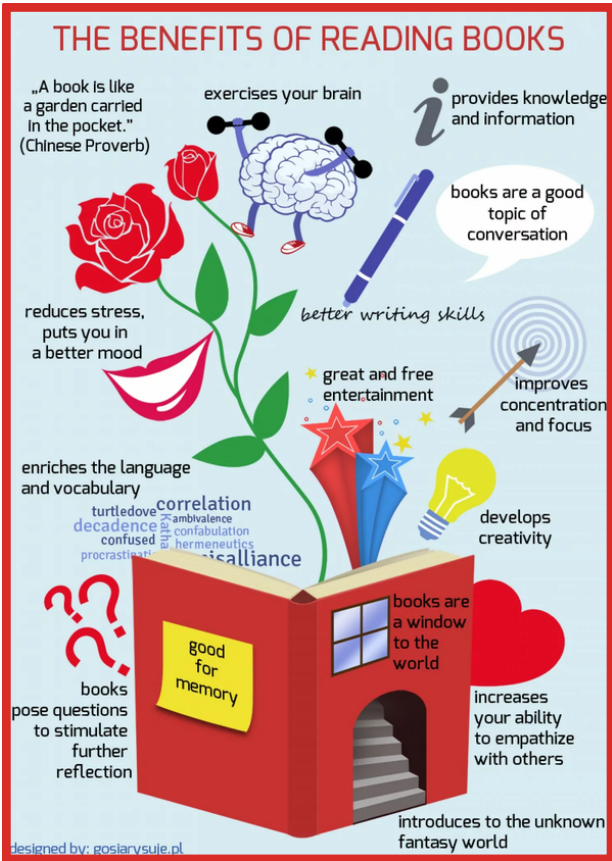 THE BENEFITS OF READING BOOKS
„A book is like
a garden carried
in the pocket.”
(Chinese Proverb)
exercises your brain
provides knowledge
and information
books are a good
topic of
conversation
better writing skills
reduces stress,
puts you in
a better mood
great and free
entertainment
improves
concentration
and focus
enriches the language
and vocabulary
turtledove
correlation
decadence
ambivalence
Katha
confused
confabulation
hermeneutics
procrastinati
isalliance
develops
creativity
books are
a window
to the
world
good
for
memory
books
pose questions
to stimulate
further
reflection
increases
your ability
to empathize
with others
introduces to the unknown
fantasy world
designed by: gosiarysuje.pl